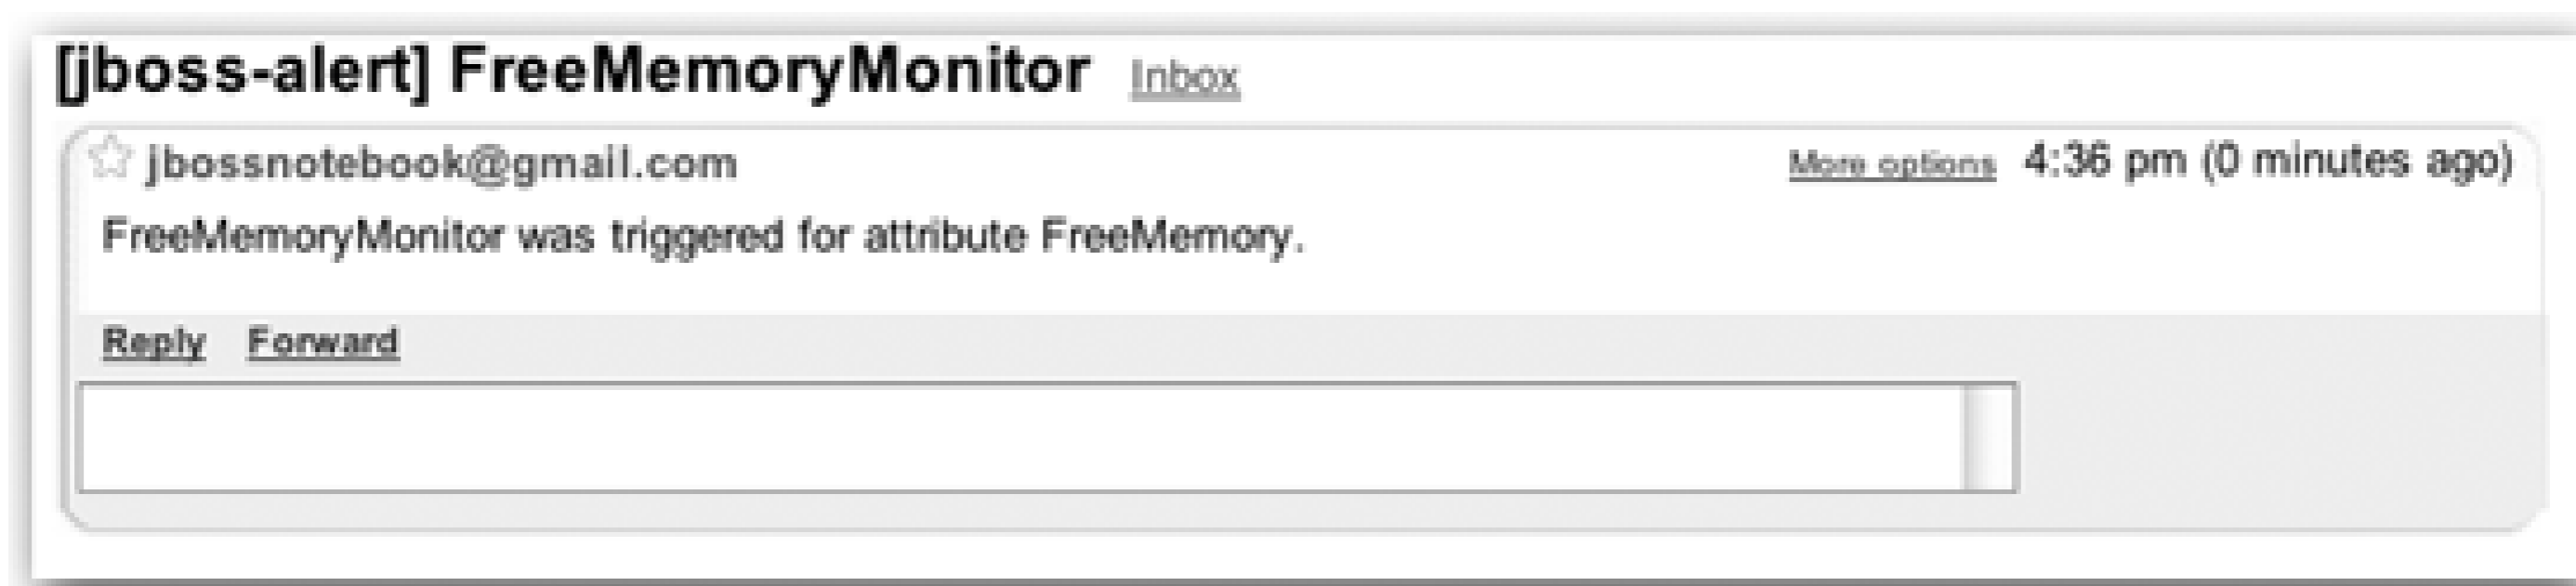 [jboss-alert] FreeMemoryMonitor Inbox
jbossnotebook@gmail.com More options 4:36 pm (0 minutes ago)
FreeMemoryMonitor was triggered for attribute FreeMemory.
Reply Forward